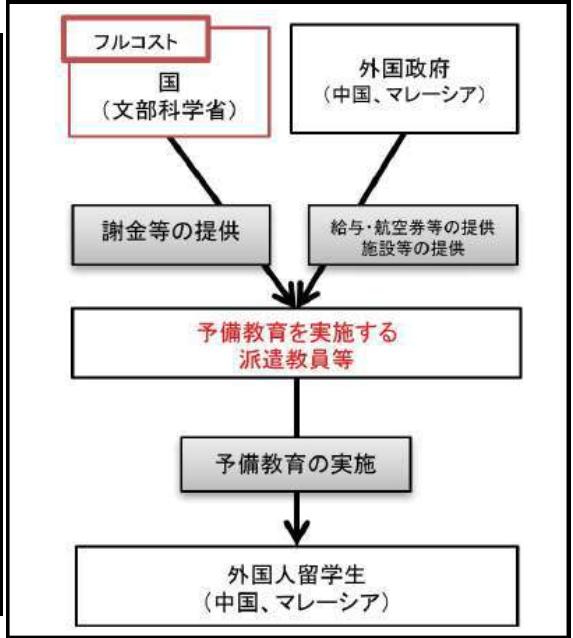 フルコスト
国
（文部科学省）
外国政府
（中国、マレーシア）
謝金等の提供
給与・航空券等の提供
施設等の提供
予備教育を実施する
派遣教員等
予備教育の実施
外国人留学生
（中国、マレーシア）